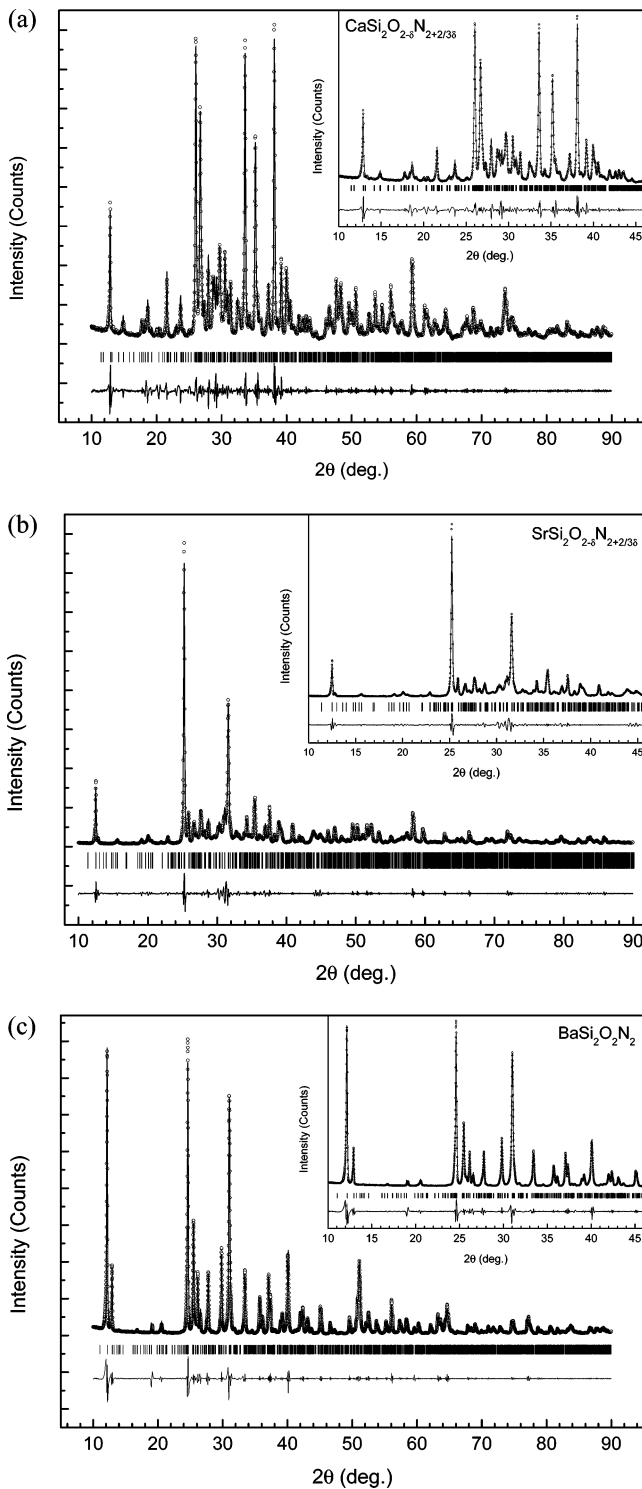 (a)
CaSi₂O₂₋δN₂₊₂/₃δ
Intensity (Counts)
10 15 20 25 30 35 40 45
2θ (deg.)
Intensity (Counts)
10 20 30 40 50 60 70 80 90
2θ (deg.)
(b)
SrSi₂O₂₋δN₂₊₂/₃δ
Intensity (Counts)
10 15 20 25 30 35 40 45
2θ (deg.)
Intensity (Counts)
10 20 30 40 50 60 70 80 90
2θ (deg.)
(c)
BaSi₂O₂N₂
Intensity (Counts)
10 15 20 25 30 35 40 45
2θ (deg.)
Intensity (Counts)
10 20 30 40 50 60 70 80 90
2θ (deg.)